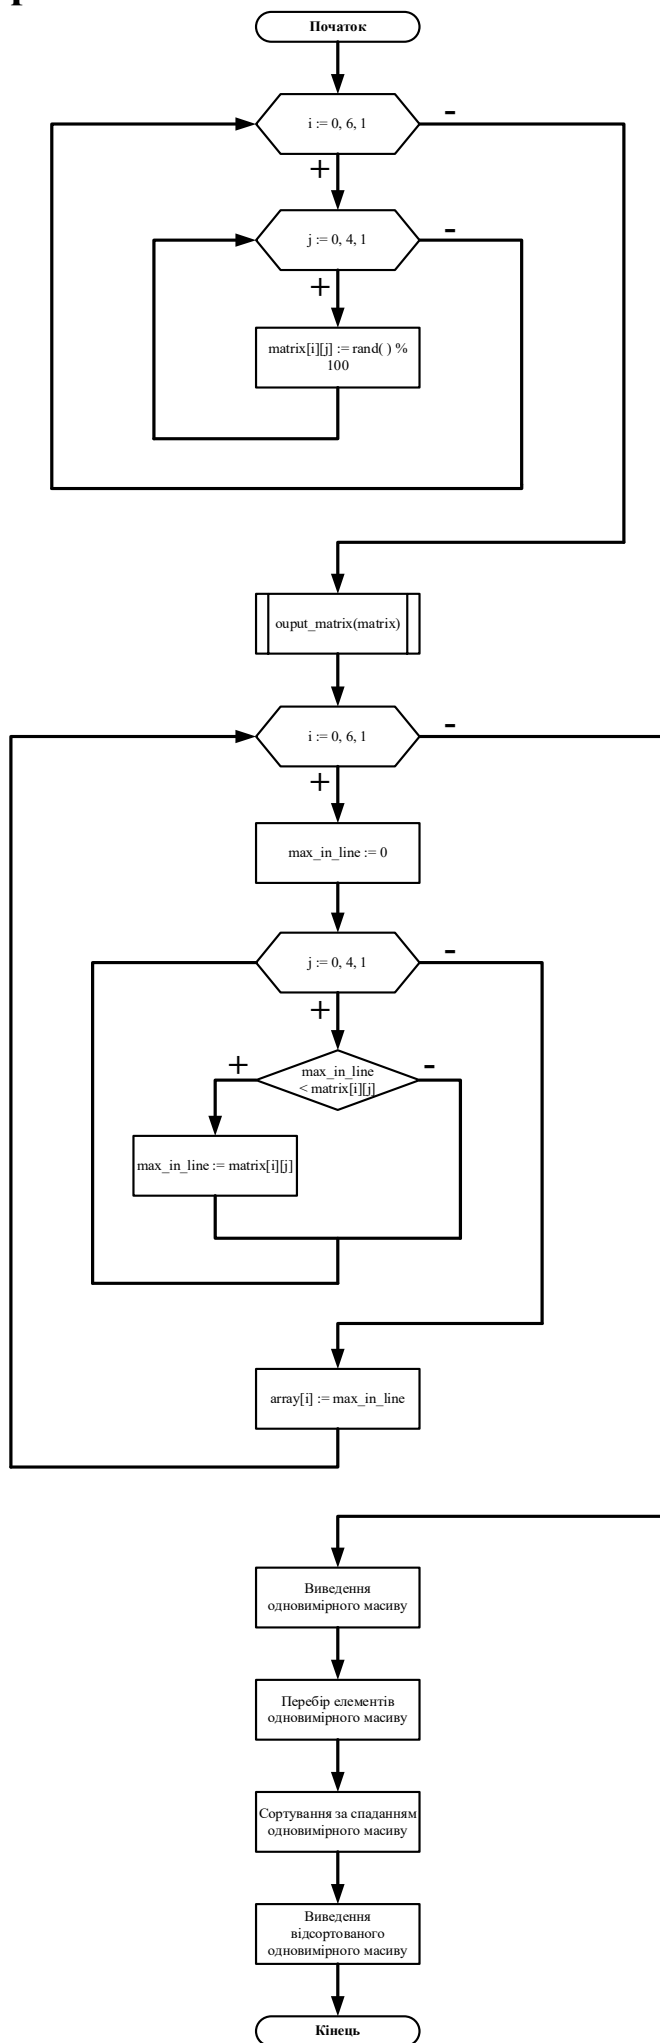 Початок
i := 0, 6, 1
-
+
j := 0, 4, 1
-
+
matrix[i][j] := rand( ) %
100
ouput_matrix(matrix)
i := 0, 6, 1
-
+
max_in_line := 0
j := 0, 4, 1
-
+
max_in_line
< matrix[i][j]
+
-
max_in_line := matrix[i][j]
array[i] := max_in_line
Виведення
одновимірного масиву
Перебір елементів
одновимірного масиву
Сортування за спаданням
одновимірного масиву
Виведення
відсортованого
одновимірного масиву
Кінець